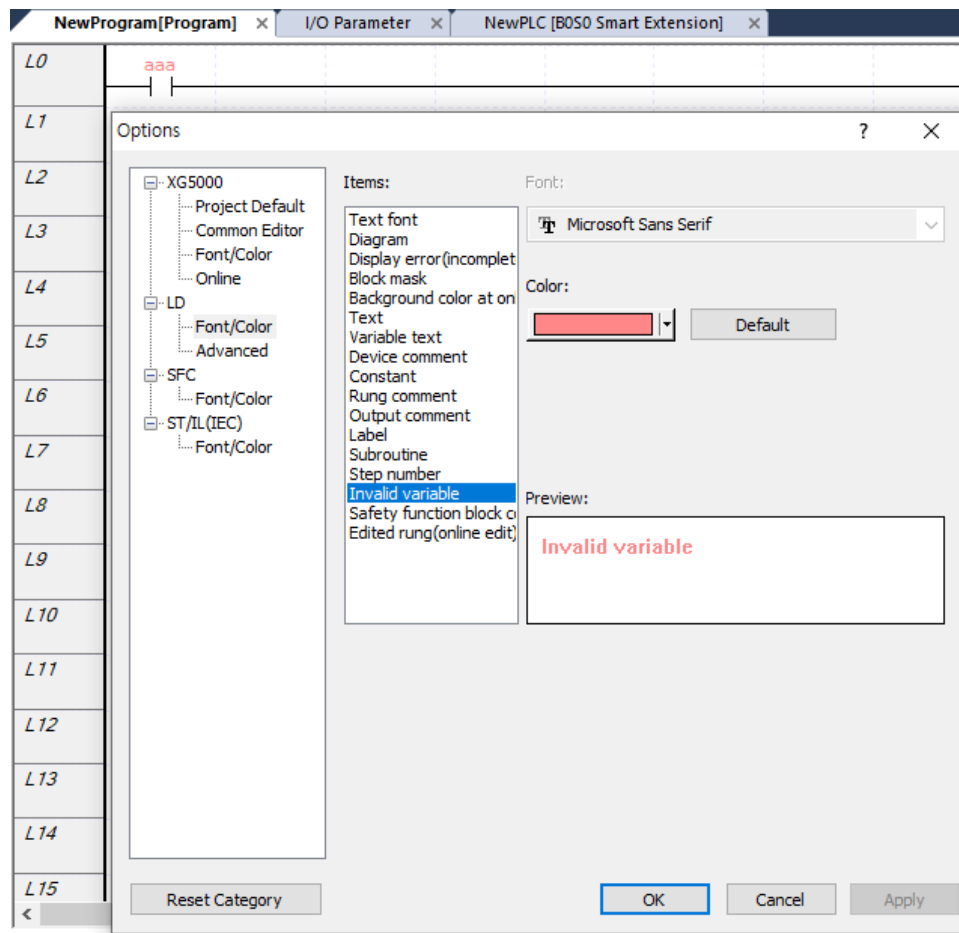 NewProgram[Program] × I/O Parameter × NewPLC [B0S0 Smart Extension] ×
L0
aaa
L1
L2
L3
L4
L5
L6
L7
L8
L9
L10
L11
L12
L13
L14
L15
Options ? ×
XG5000
Project Default
Common Editor
Font/Color
Online
LD
Font/Color
Advanced
SFC
Font/Color
ST/IL(IEC)
Font/Color
Items:
Text font
Diagram
Display error(incomplet
Block mask
Background color at onl
Text
Variable text
Device comment
Constant
Rung comment
Output comment
Label
Subroutine
Step number
Invalid variable
Safety function block co
Edited rung(online edit)
Font:
Microsoft Sans Serif
Color:
Default
Preview:
Invalid variable
Reset Category
OK
Cancel
Apply